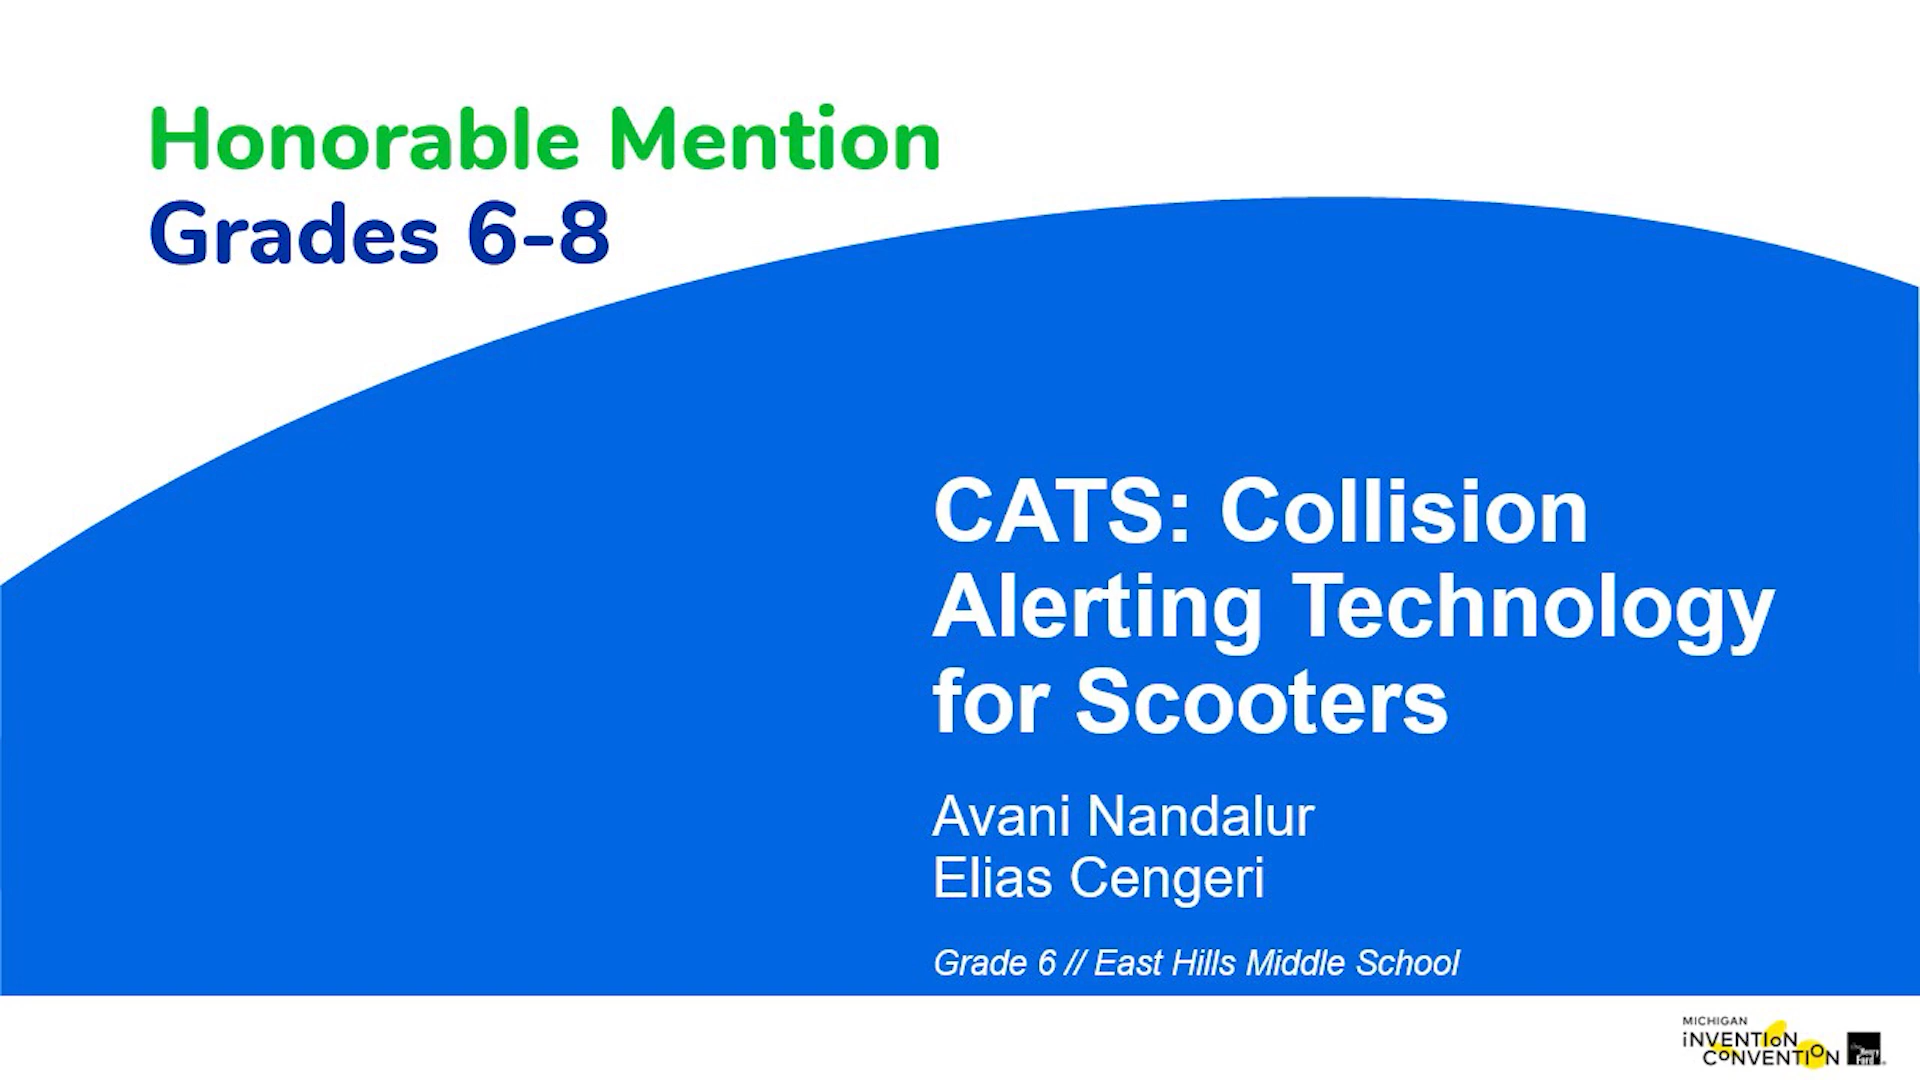 Honorable Mention
Grades 6-8
CATS: Collision
Alerting Technology
for Scooters
Avani Nandalur
Elias Cengeri
Grade 6 // East Hills Middle School
MICHIGAN
iNVENTIoN
CoNVENTIoN